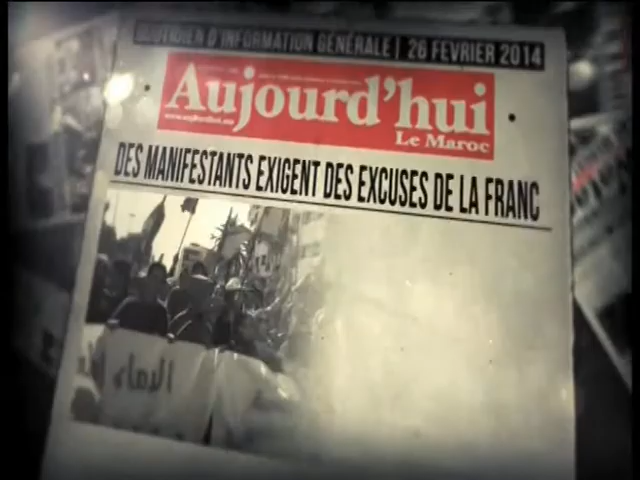 QUOTIDIEN D'INFORMATION GÉNÉRALE | 26 FEVRIER 2014
Aujourd'hui
Le Maroc
DES MANIFESTANTS EXIGENT DES EXCUSES DE LA FRANC